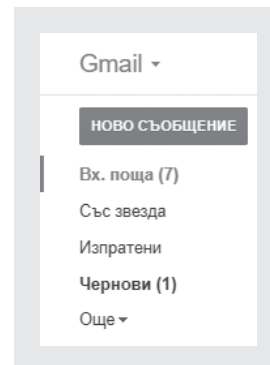 Gmail
НОВО СЪОБЩЕНИЕ
Вх. поща (7)
Със звезда
Изпратени
Чернови (1)
Още